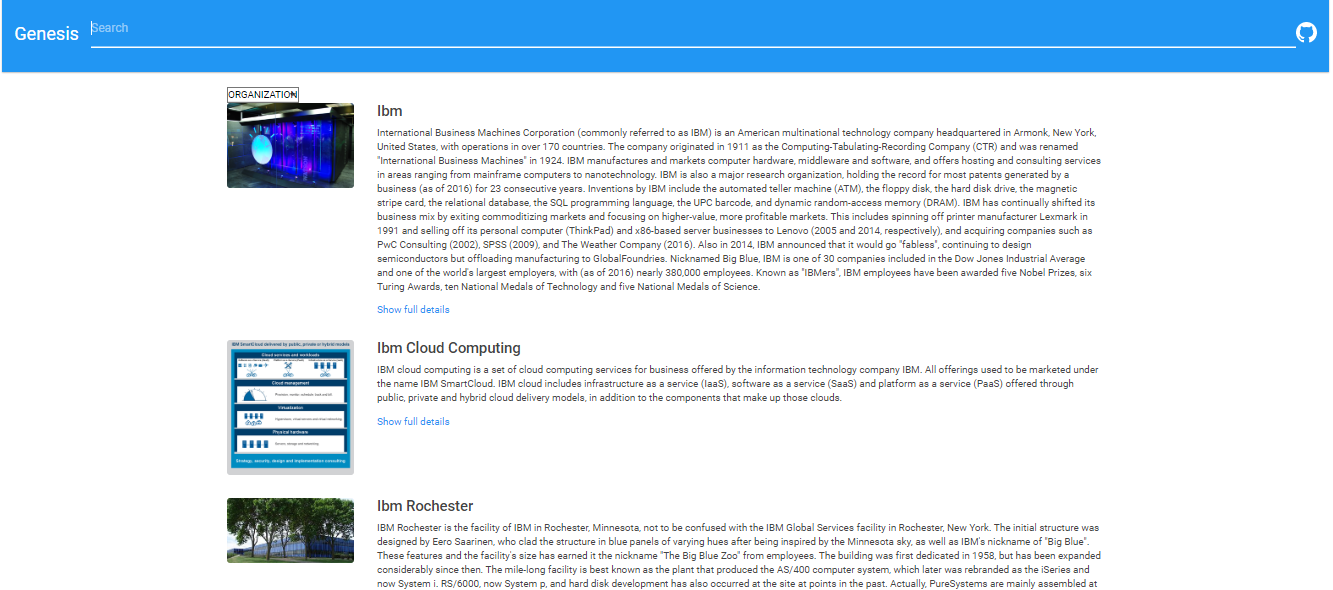 Genesis
Search
ORGANIZATION
Ibm
International Business Machines Corporation (commonly referred to as IBM) is an American multinational technology company headquartered in Armonk, New York,
United States, with operations in over 170 countries. The company originated in 1911 as the Computing-Tabulating-Recording Company (CTR) and was renamed
"International Business Machines" in 1924. IBM manufactures and markets computer hardware, middleware and software, and offers hosting and consulting services
in areas ranging from mainframe computers to nanotechnology. IBM is also a major research organization, holding the record for most patents generated by a
business (as of 2016) for 23 consecutive years. Inventions by IBM include the automated teller machine (ATM), the floppy disk, the hard disk drive, the magnetic
stripe card, the relational database, the SQL programming language, the UPC barcode, and dynamic random-access memory (DRAM). IBM has continually shifted its
business mix by exiting commoditizing markets and focusing on higher-value, more profitable markets. This includes spinning off printer manufacturer Lexmark in
1991 and selling off its personal computer (ThinkPad) and x86-based server businesses to Lenovo (2005 and 2014, respectively), and acquiring companies such as
PwC Consulting (2002), SPSS (2009), and The Weather Company (2016). Also in 2014, IBM announced that it would go "fabless", continuing to design
semiconductors but offloading manufacturing to GlobalFoundries. Nicknamed Big Blue, IBM is one of 30 companies included in the Dow Jones Industrial Average
and one of the world's largest employers, with (as of 2016) nearly 380,000 employees. Known as "IBMers", IBM employees have been awarded five Nobel Prizes, six
Turing Awards, ten National Medals of Technology and five National Medals of Science.
Show full details
IBM SmartCloud delivered by public, private or hybrid models
Cloud services and workloads
Cloud management
Virtualization
Physical hardware
Servers, storage and networking
Strategy, security, design and implementation consulting
Ibm Cloud Computing
IBM cloud computing is a set of cloud computing services for business offered by the information technology company IBM. All offerings used to be marketed under
the name IBM SmartCloud. IBM cloud includes infrastructure as a service (IaaS), software as a service (SaaS) and platform as a service (PaaS) offered through
public, private and hybrid cloud delivery models, in addition to the components that make up those clouds.
Show full details
Ibm Rochester
IBM Rochester is the facility of IBM in Rochester, Minnesota, not to be confused with the IBM Global Services facility in Rochester, New York. The initial structure was
designed by Eero Saarinen, who clad the structure in blue panels of varying hues after being inspired by the Minnesota sky, as well as IBM's nickname of "Big Blue".
These features and the facility's size has earned it the nickname "The Big Blue Zoo" from employees. The building was first dedicated in 1958, but has been expanded
considerably since then. The mile-long facility is best known as the plant that produced the AS/400 computer system, which later was rebranded as the iSeries and
now System i. RS/6000, now System p, and hard disk development has also occurred at the site at points in the past. Actually, PureSystems are mainly assembled at